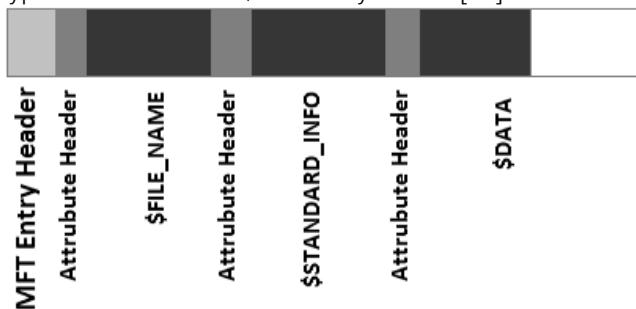 MFT Entry Header
Attrubute Header
$FILE_NAME
Attrubute Header
$STANDARD_INFO
Attrubute Header
$DATA